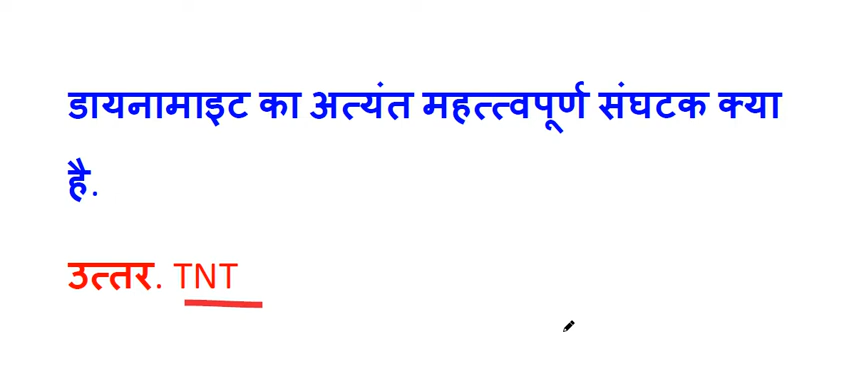 डायनामाइट का अत्यंत महत्त्वपूर्ण संघटक क्या
है.
उत्तर. TNT